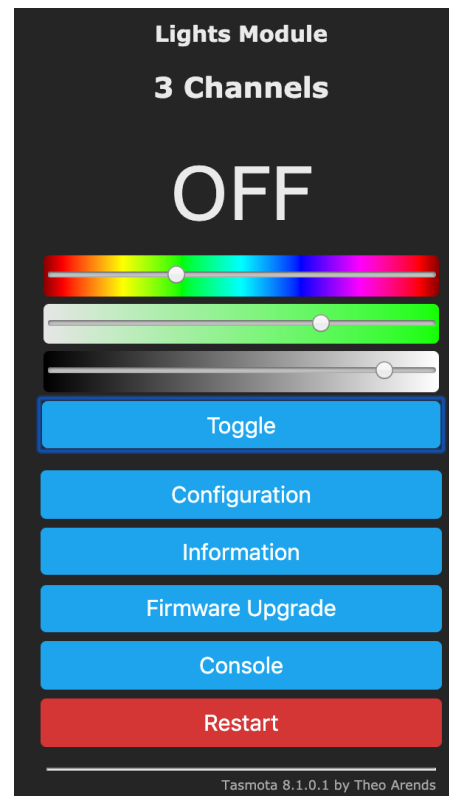 Lights Module
3 Channels
OFF
Toggle
Configuration
Information
Firmware Upgrade
Console
Restart
Tasmota 8.1.0.1 by Theo Arends